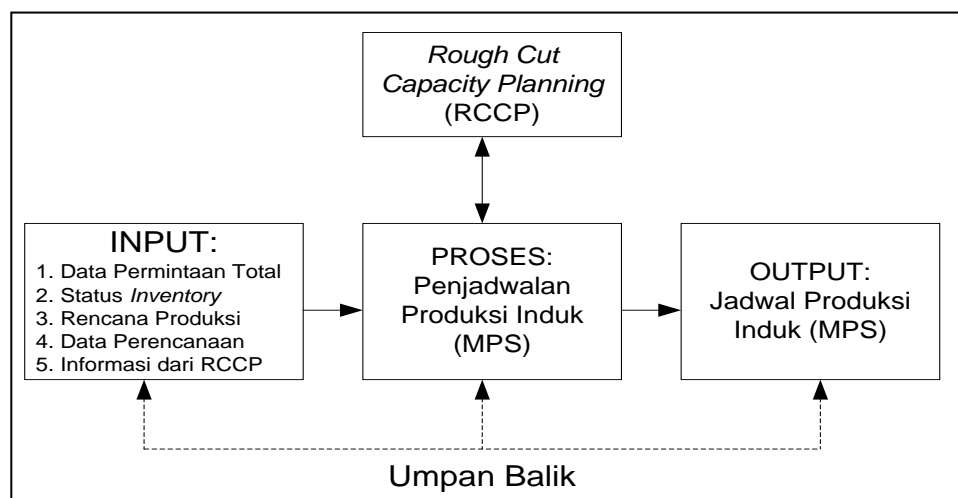 Rough Cut
Capacity Planning
(RCCP)
INPUT:
1. Data Permintaan Total
2. Status Inventory
3. Rencana Produksi
4. Data Perencanaan
5. Informasi dari RCCP
PROSES:
Penjadwalan
Produksi Induk
(MPS)
OUTPUT:
Jadwal Produksi
Induk (MPS)
Umpan Balik